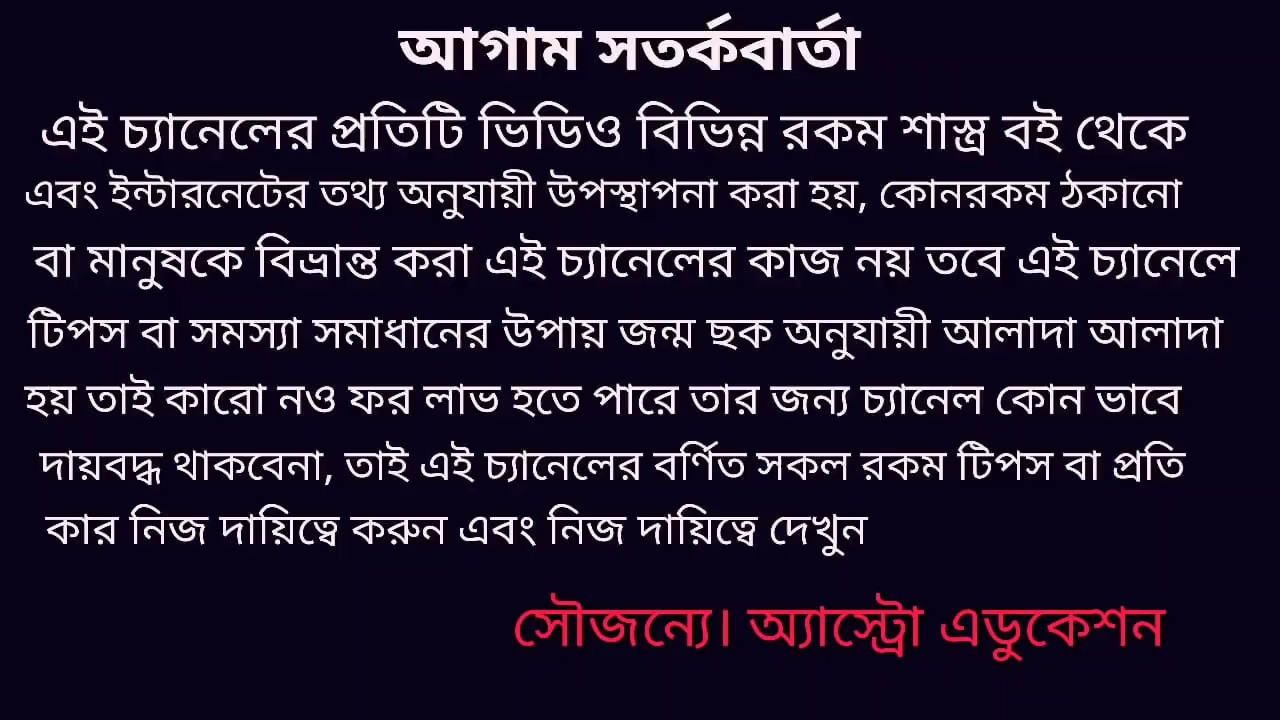 আগাম সতর্কবার্তা
এই চ্যানেলের প্রতিটি ভিডিও বিভিন্ন রকম শাস্ত্র বই থেকে
এবং ইন্টারনেটের তথ্য অনুযায়ী উপস্থাপনা করা হয়, কোনরকম ঠকানো
বা মানুষকে বিভ্রান্ত করা এই চ্যানেলের কাজ নয় তবে এই চ্যানেলে
টিপস বা সমস্যা সমাধানের উপায় জন্ম ছক অনুযায়ী আলাদা আলাদা
হয় তাই কারো নও ফর লাভ হতে পারে তার জন্য চ্যানেল কোন ভাবে
দায়বদ্ধ থাকবেনা, তাই এই চ্যানেলের বর্ণিত সকল রকম টিপস বা প্রতি
কার নিজ দায়িত্বে করুন এবং নিজ দায়িত্বে দেখুন
সৌজন্যে। অ্যাস্ট্রো এডুকেশন